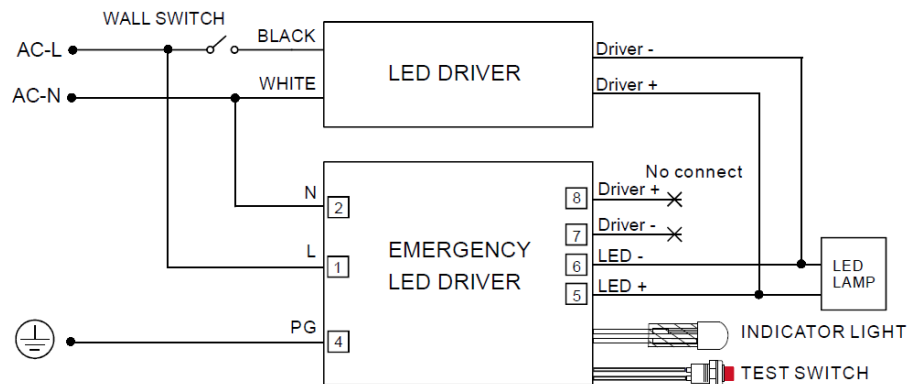 WALL SWITCH
AC-L
BLACK
AC-N
WHITE
LED DRIVER
Driver -
Driver +
N
2
L
1
PG
4
EMERGENCY
LED DRIVER
No connect
8
Driver +
7
Driver -
6
LED -
5
LED +
LED
LAMP
INDICATOR LIGHT
TEST SWITCH